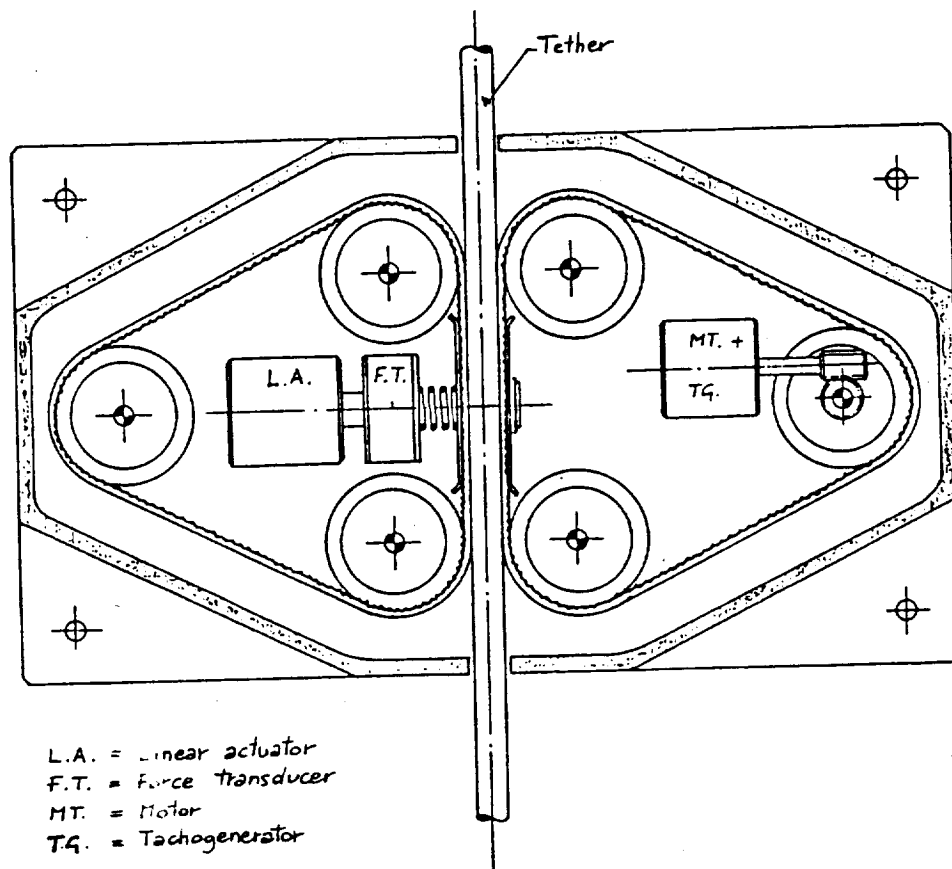 Tether
L.A.
F.T.
MT. +
TG.
L.A. = Linear actuator
F.T. = Force transducer
MT. = Motor
T.G. = Tachogenerator